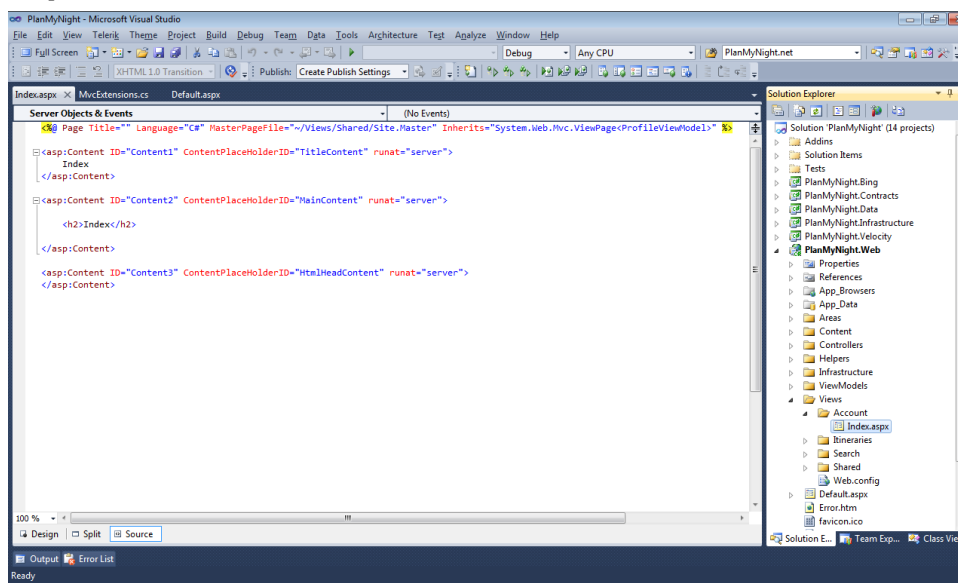 PlanMyNight - Microsoft Visual Studio
File Edit View Telerik Theme Project Build Debug Team Data Tools Architecture Test Analyze Window Help
Full Screen Debug Any CPU PlanMyNight.net
XHTML 1.0 Transition Publish: Create Publish Settings
Index.aspx MvcExtensions.cs Default.aspx
Server Objects & Events (No Events)
<%@ Page Title="" Language="C#" MasterPageFile="~/Views/Shared/Site.Master" Inherits="System.Web.Mvc.ViewPage<ProfileViewModel>" %>
<asp:Content ID="Content1" ContentPlaceHolderID="TitleContent" runat="server">
Index
</asp:Content>
<asp:Content ID="Content2" ContentPlaceHolderID="MainContent" runat="server">
<h2>Index</h2>
</asp:Content>
<asp:Content ID="Content3" ContentPlaceHolderID="HtmlHeadContent" runat="server">
</asp:Content>
100 %
Design Split Source
Solution Explorer
Solution 'PlanMyNight' (14 projects)
Addins
Solution Items
Tests
PlanMyNight.Bing
PlanMyNight.Contracts
PlanMyNight.Data
PlanMyNight.Infrastructure
PlanMyNight.Velocity
PlanMyNight.Web
Properties
References
App_Browsers
App_Data
Areas
Content
Controllers
Helpers
Infrastructure
ViewModels
Views
Account
Index.aspx
Itineraries
Search
Shared
Web.config
Default.aspx
Error.htm
favicon.ico
Solution E... Team Exp... Class Vie
Output Error List
Ready